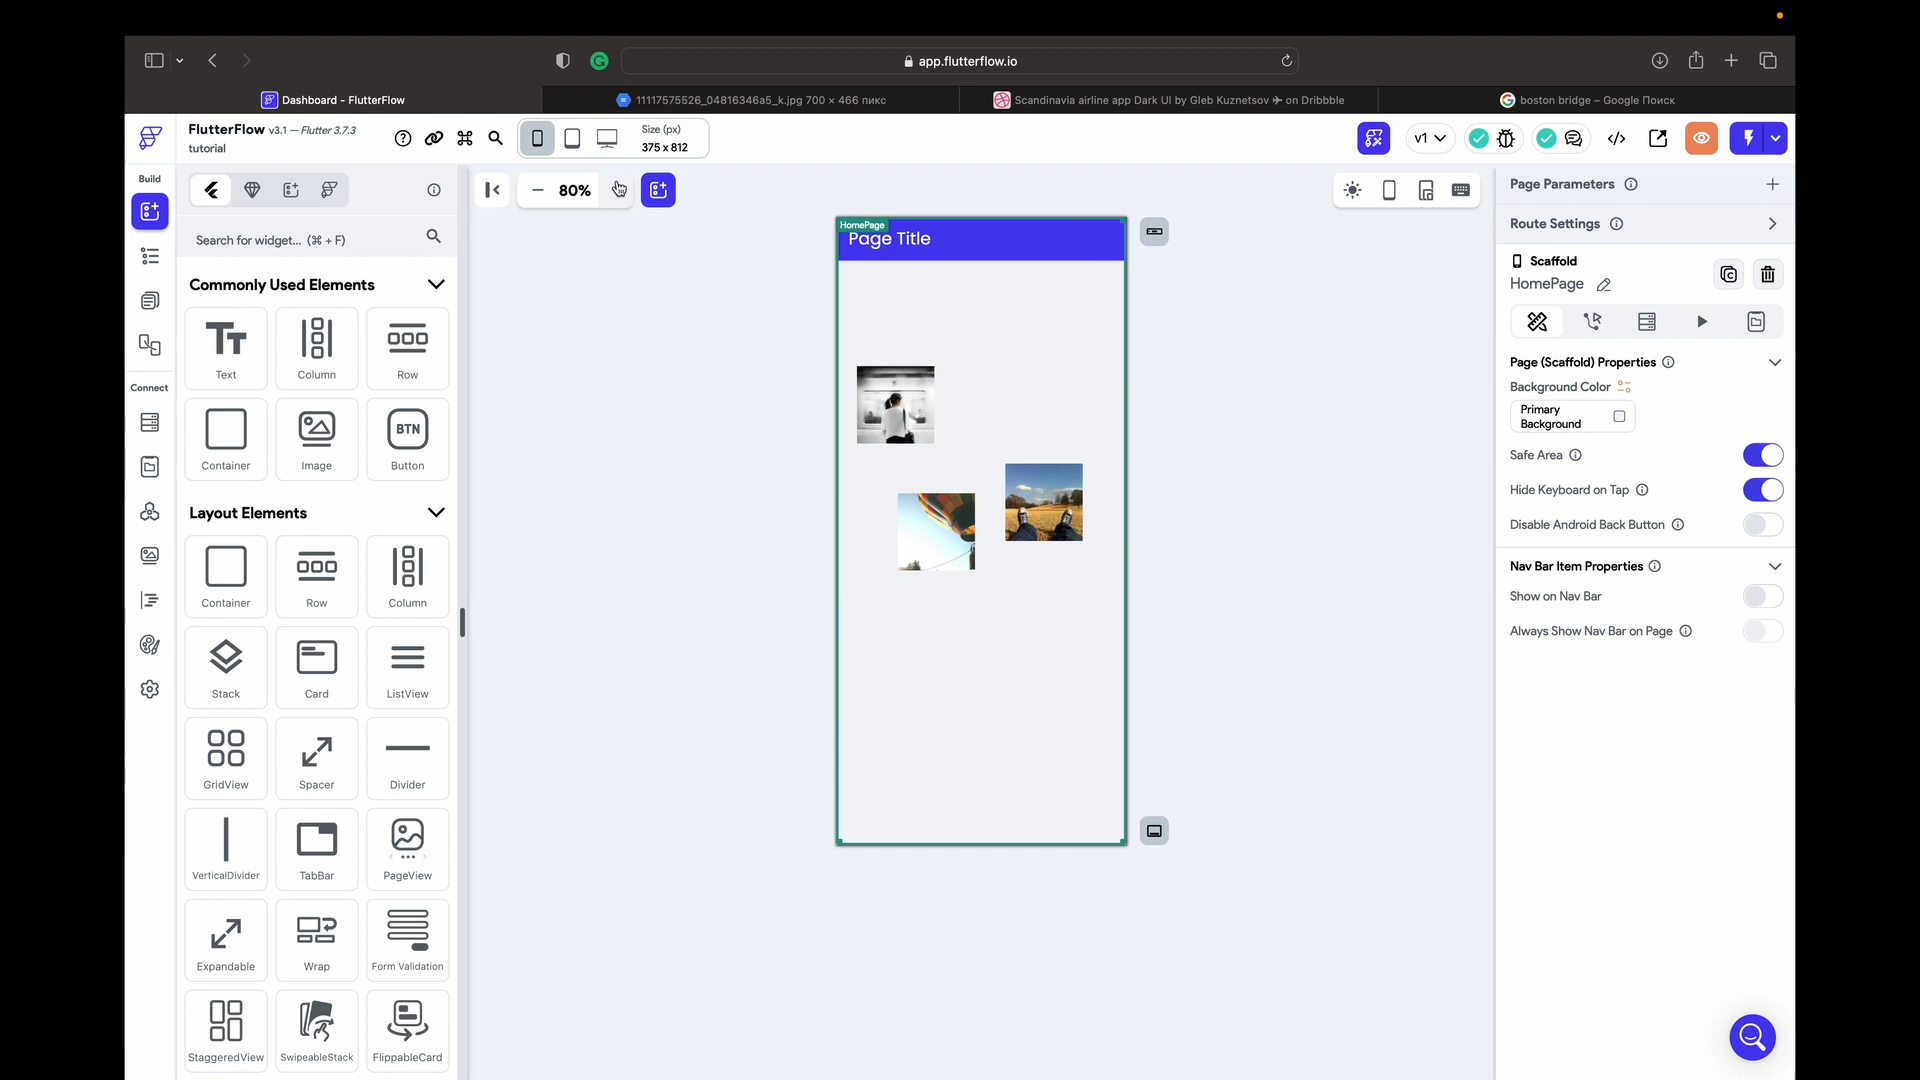 app.flutterflow.io
Dashboard - FlutterFlow
11117575526_04816346a5_k.jpg 700 × 466 пикс
Scandinavia airline app Dark UI by Gleb Kuznetsov ✈ on Dribbble
boston bridge – Google Поиск
FlutterFlow v3.1 — Flutter 3.7.3
tutorial
Size (px)
375 x 812
v1
Build
Connect
80%
Search for widget... (⌘ + F)
Commonly Used Elements
Text
Column
Row
Container
Image
BTN
Button
Layout Elements
Container
Row
Column
Stack
Card
ListView
GridView
Spacer
Divider
VerticalDivider
TabBar
PageView
Expandable
Wrap
Form Validation
StaggeredView
SwipeableStack
FlippableCard
HomePage
Page Title
Page Parameters
Route Settings
Scaffold
HomePage
Page (Scaffold) Properties
Background Color
Primary
Background
Safe Area
Hide Keyboard on Tap
Disable Android Back Button
Nav Bar Item Properties
Show on Nav Bar
Always Show Nav Bar on Page